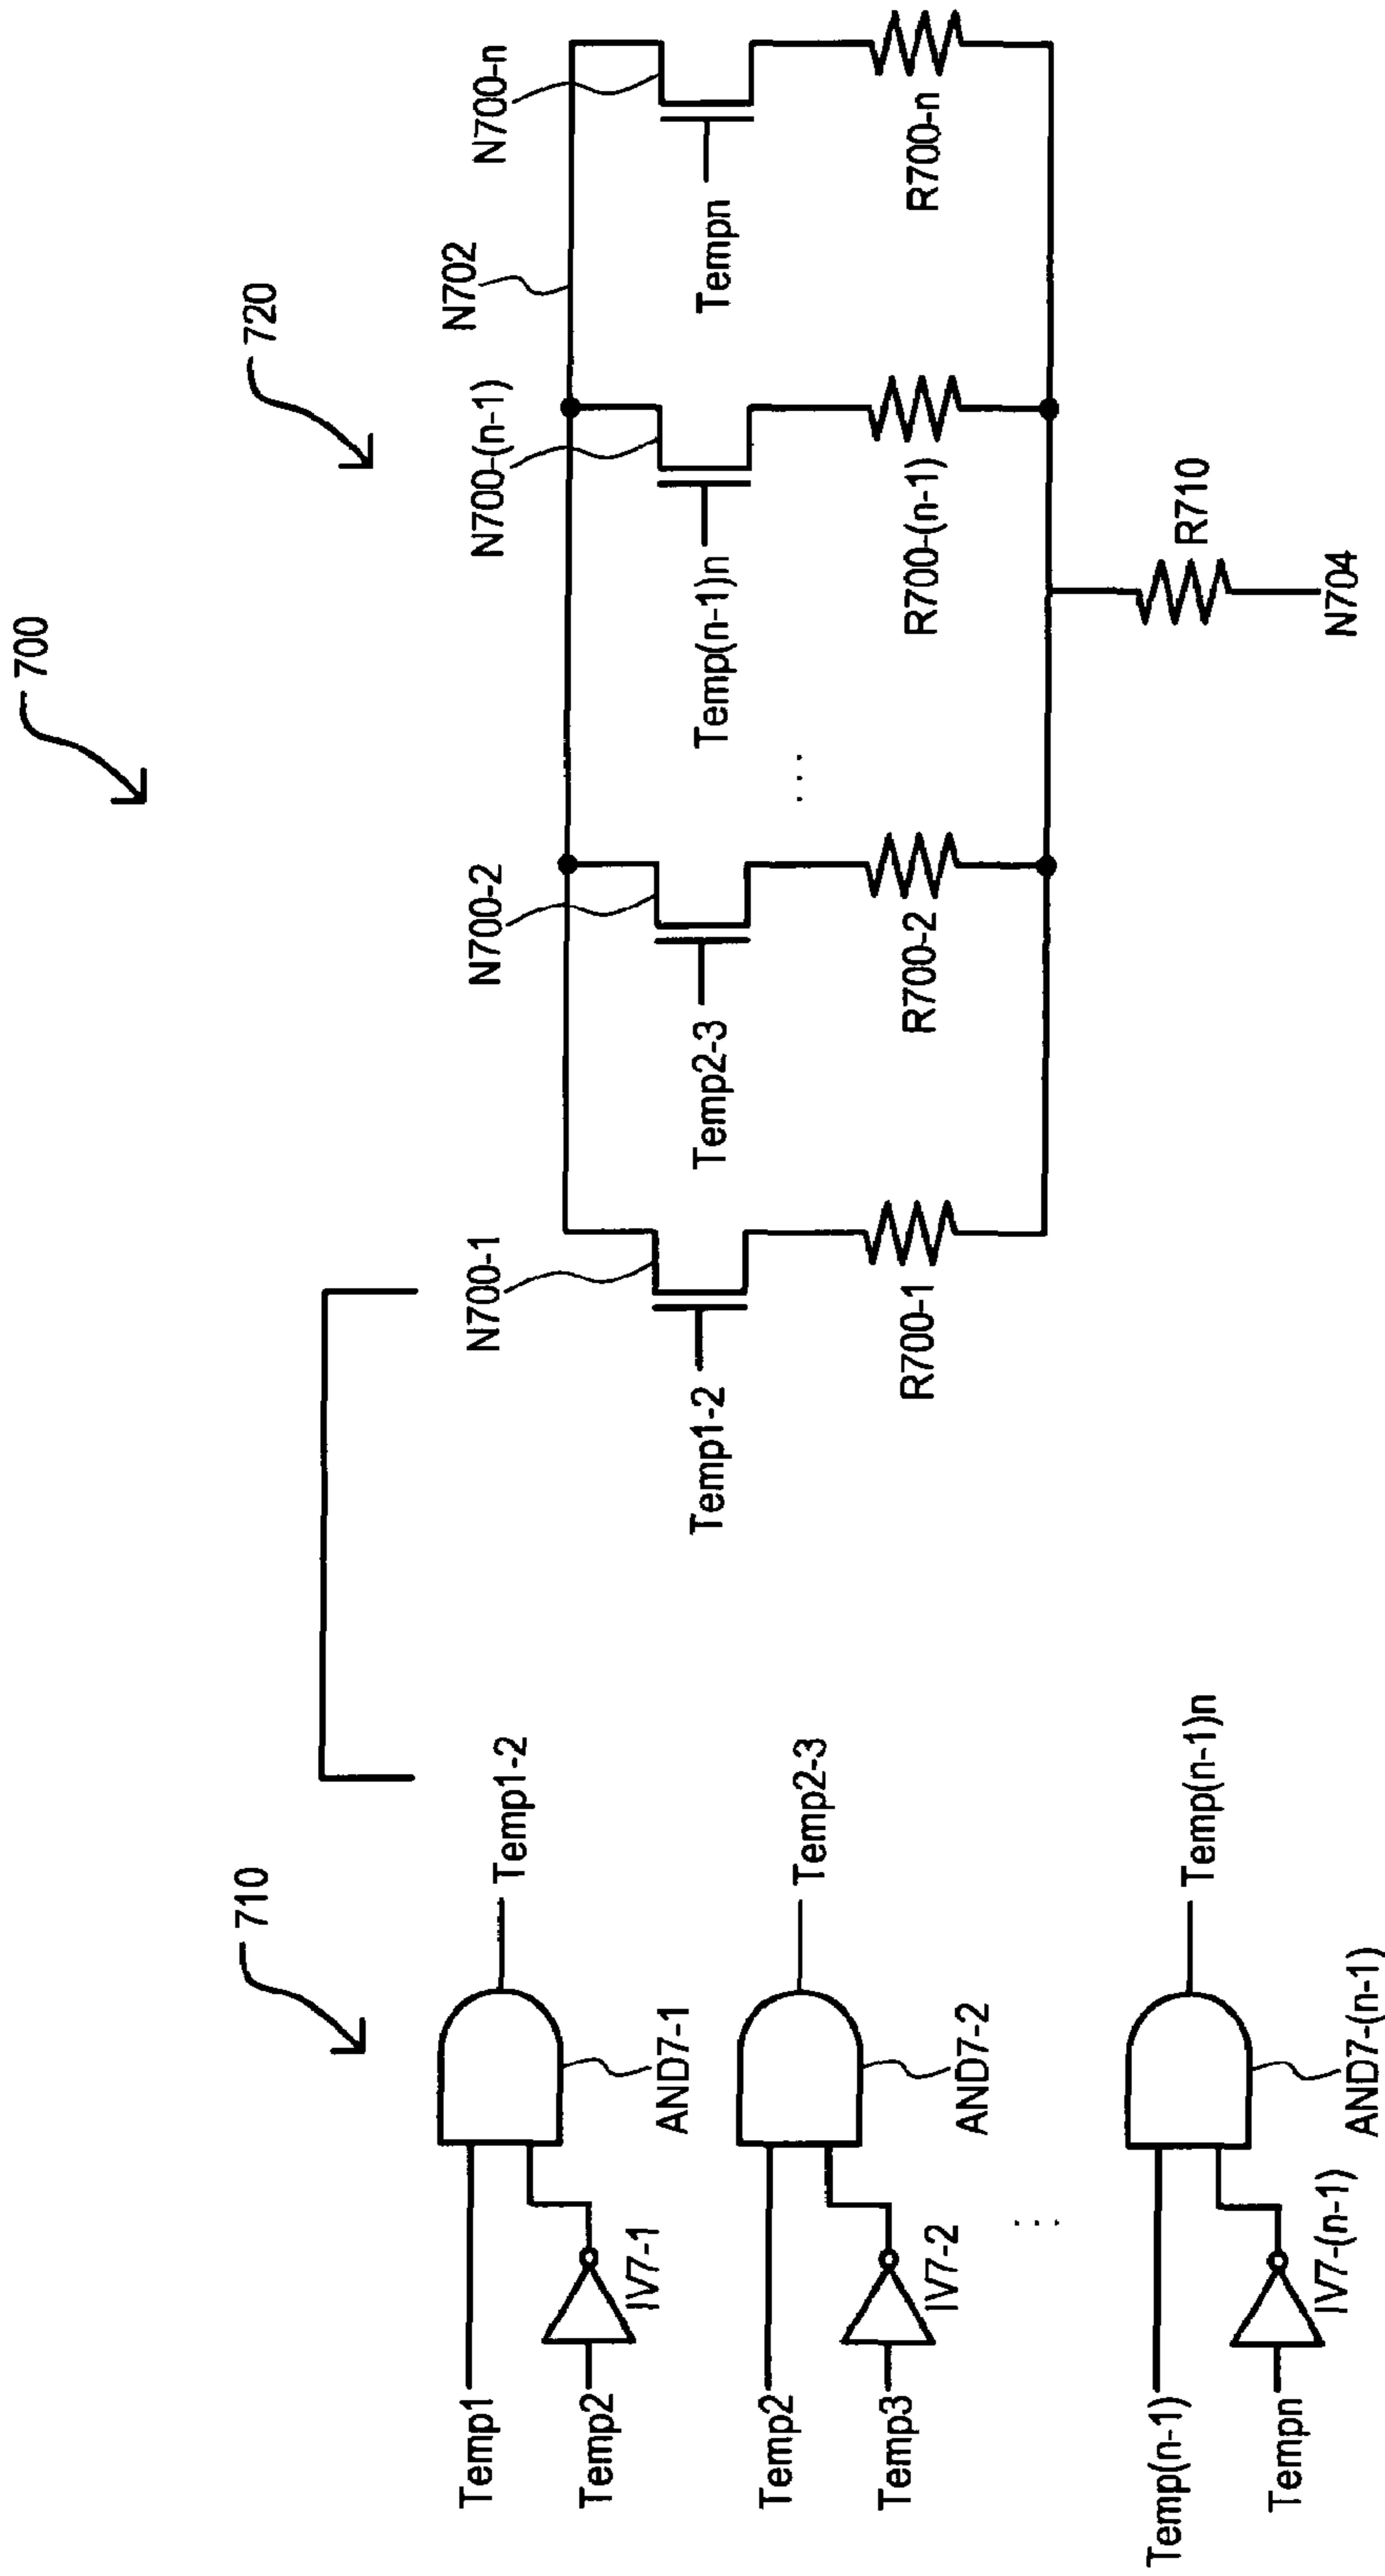 700
710
720
Temp1
Temp2
IV7-1
AND7-1
Temp1-2
Temp2
Temp3
IV7-2
AND7-2
Temp2-3
⋮
Temp(n-1)
Tempn
IV7-(n-1)
AND7-(n-1)
Temp(n-1)n
N700-1
N700-2
N700-(n-1)
N702
N700-n
Temp1-2
Temp2-3
...
Temp(n-1)n
Tempn
R700-1
R700-2
R700-(n-1)
R700-n
R710
N704